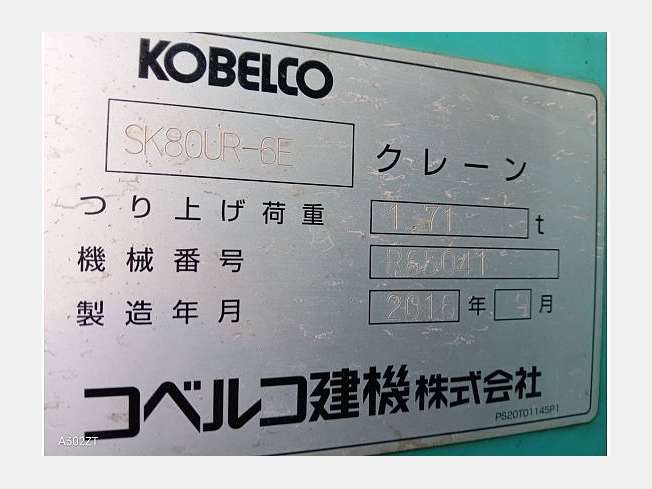 KOBELCO
SK80UR-6E クレーン
つり上げ荷重 1.71 t
機械番号
製造年月 年 9 月
コベルコ建機株式会社
PS20T01145P1
A302ZT